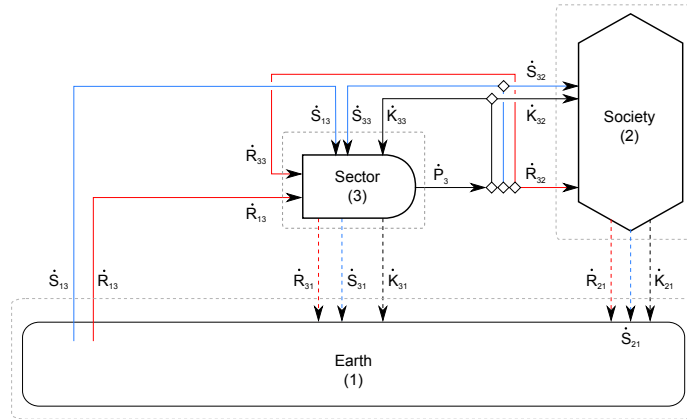 Ṡ₃₂
Society
(2)
Ṡ₁₃
Ṡ₃₃
K̇₃₃
K̇₃₂
Ṙ₃₃
Sector
(3)
Ṗ₃
Ṙ₃₂
Ṙ₁₃
Ṡ₁₃
Ṙ₁₃
Ṙ₃₁
Ṡ₃₁
K̇₃₁
Ṙ₂₁
K̇₂₁
Ṡ₂₁
Earth
(1)